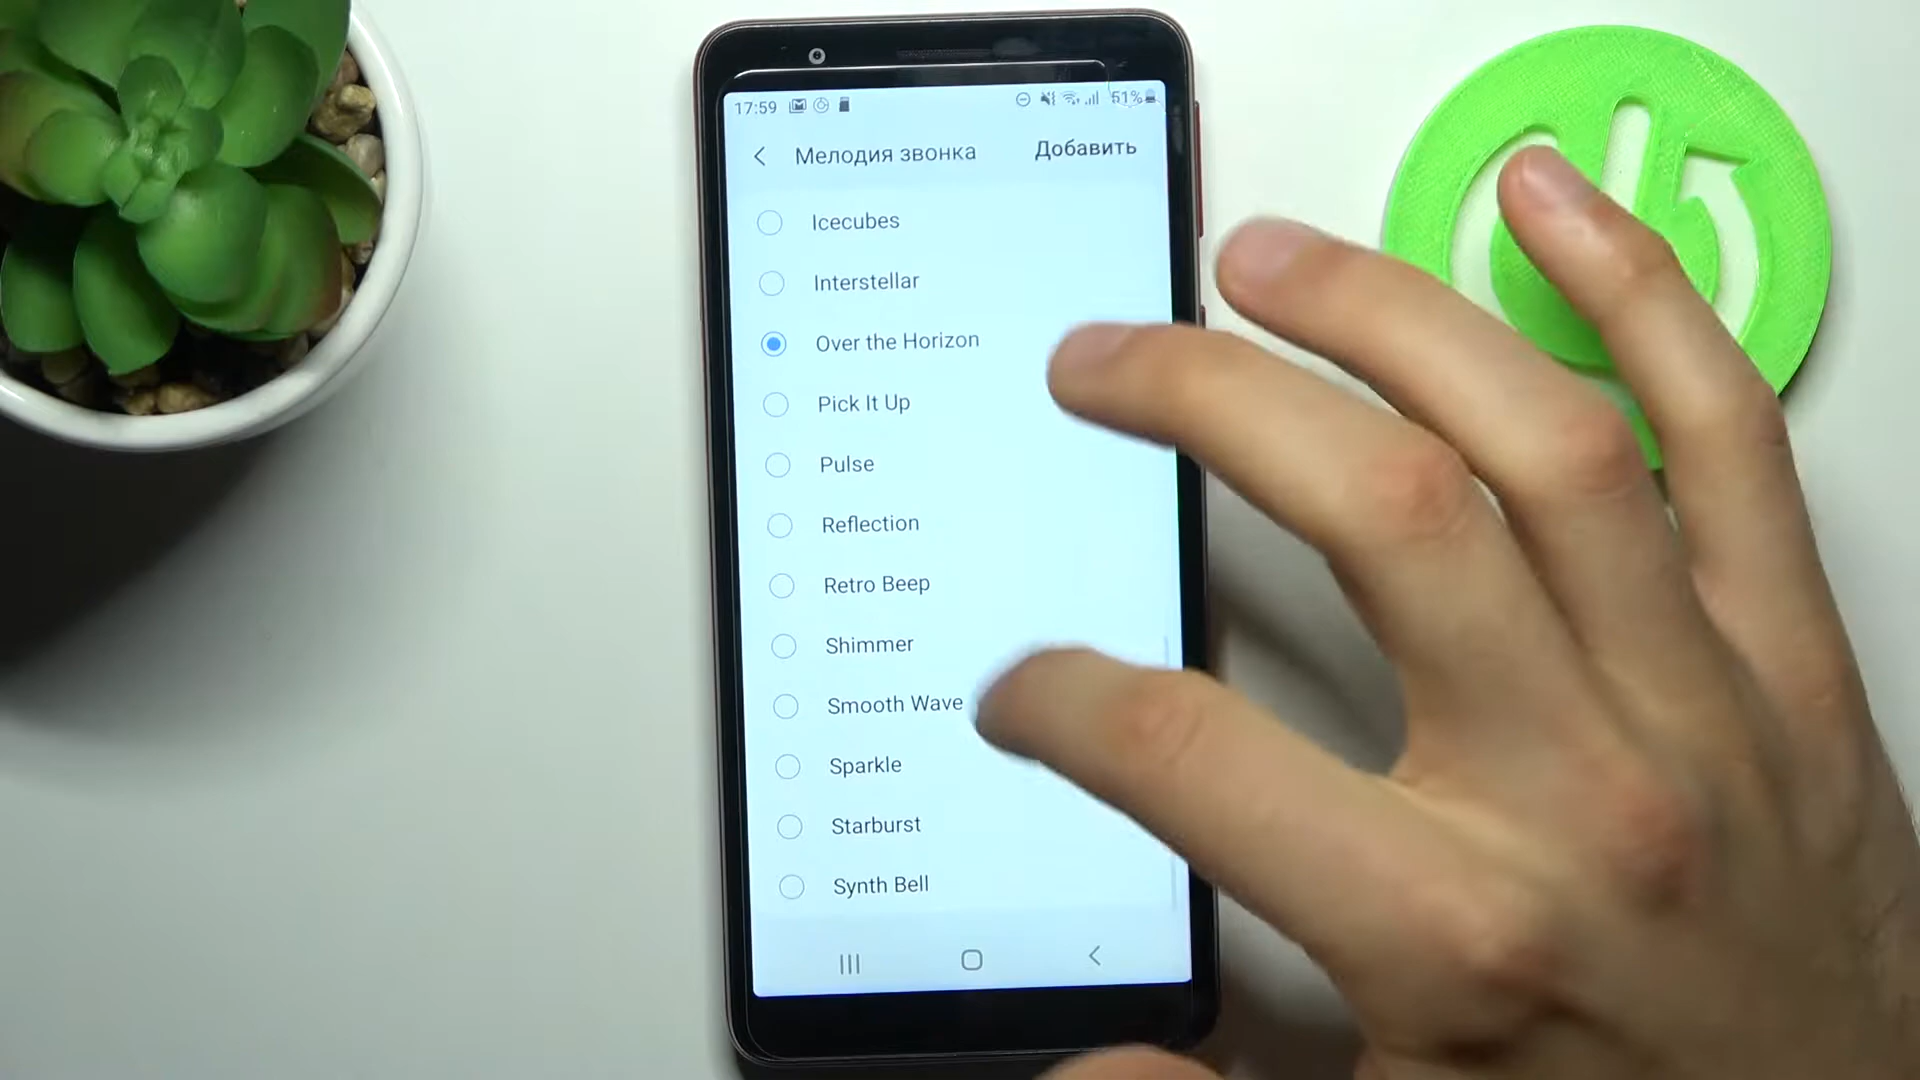 17:59
51%
Мелодия звонка
Добавить
Icecubes
Interstellar
Over the Horizon
Pick It Up
Pulse
Reflection
Retro Beep
Shimmer
Smooth Wave
Sparkle
Starburst
Synth Bell